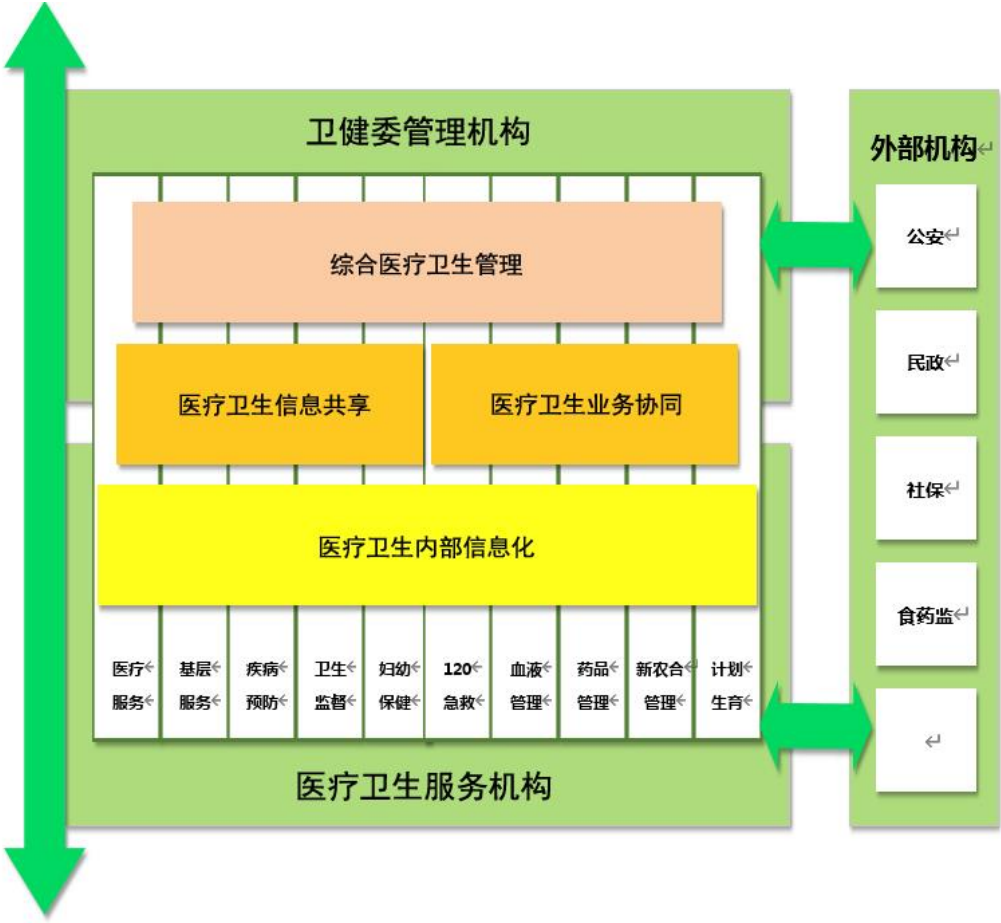 卫健委管理机构
外部机构
综合医疗卫生管理
公安
民政
医疗卫生信息共享
医疗卫生业务协同
社保
医疗卫生内部信息化
食药监
医疗 基层 疾病 卫生 妇幼 120 血液 药品 新农合 计划
服务 服务 预防 监督 保健 急救 管理 管理 管理 生育
医疗卫生服务机构